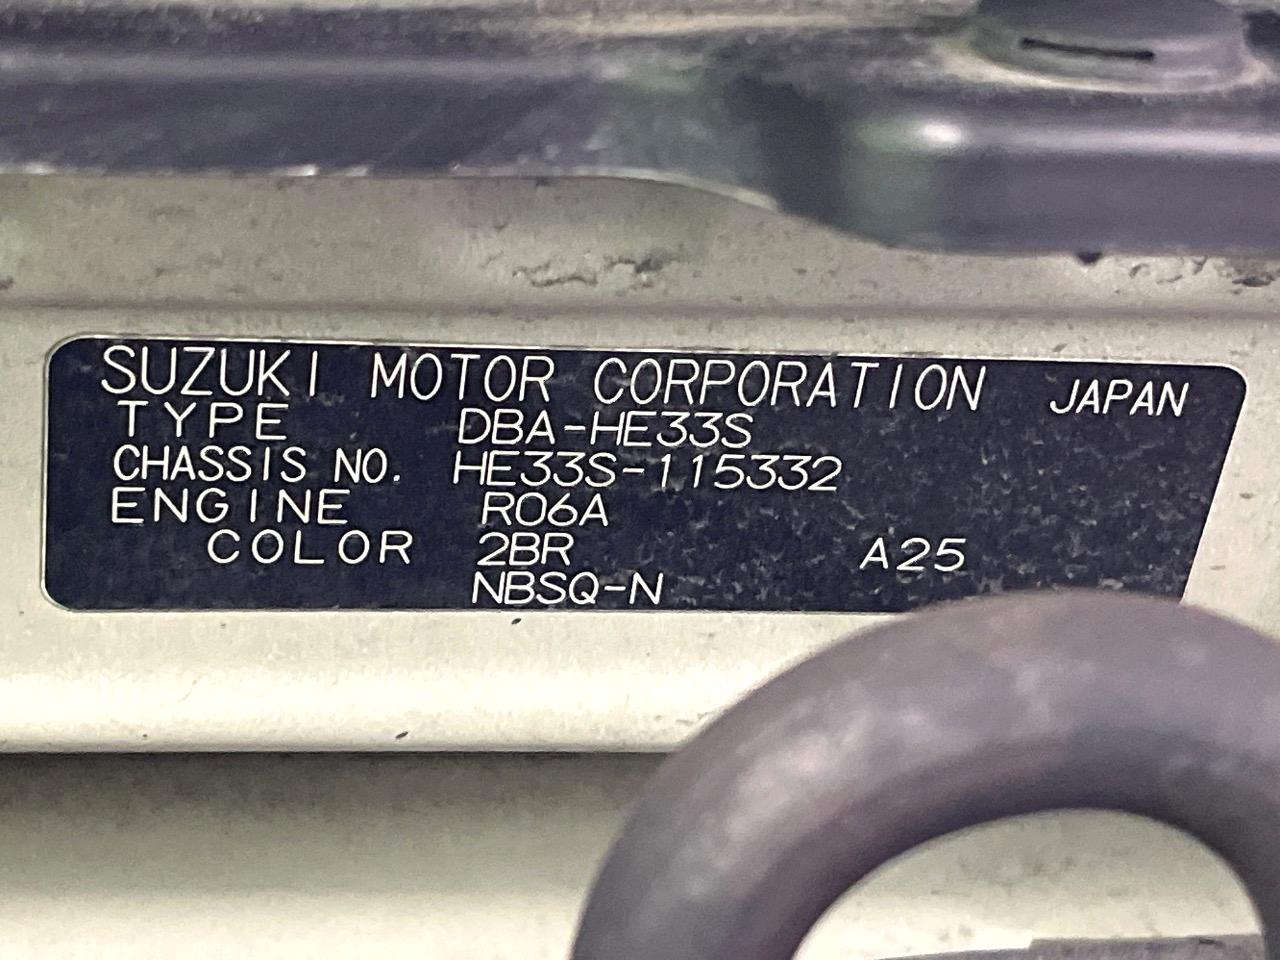 SUZUKI MOTOR CORPORATION JAPAN
TYPE DBA-HE33S
CHASSIS NO. HE33S-115332
ENGINE R06A
COLOR 2BR A25
NBSQ-N